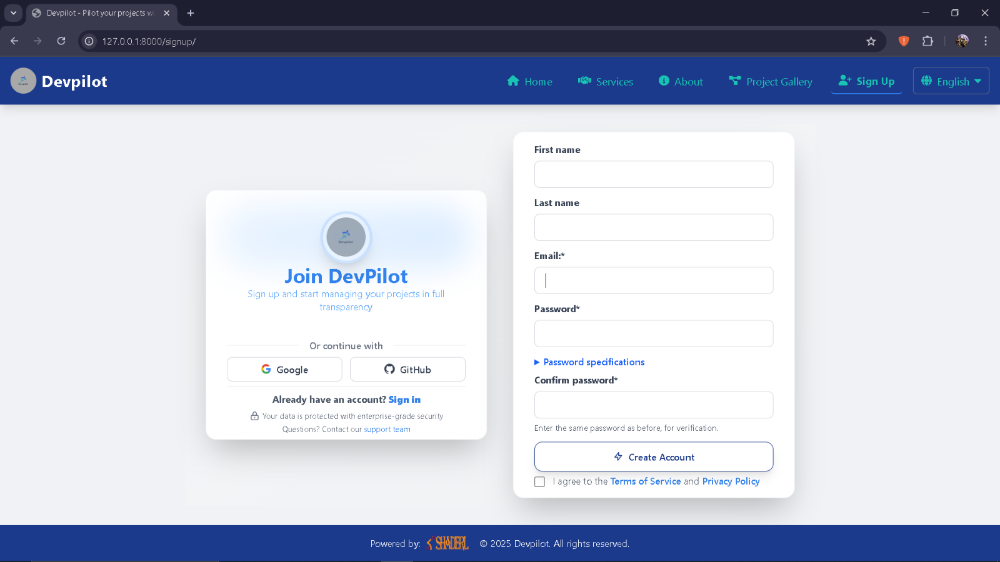 Devpilot - Pilot your projects wi
127.0.0.1:8000/signup/
Devpilot
Home
Services
About
Project Gallery
Sign Up
English
First name
Last name
Email:*
Password*
Password specifications
Confirm password*
Enter the same password as before, for verification.
Create Account
I agree to the Terms of Service and Privacy Policy
Devpilot
Join DevPilot
Sign up and start managing your projects in full
transparency
Or continue with
Google
GitHub
Already have an account? Sign in
Your data is protected with enterprise-grade security
Questions? Contact our support team
Powered by: SHADERL © 2025 Devpilot. All rights reserved.